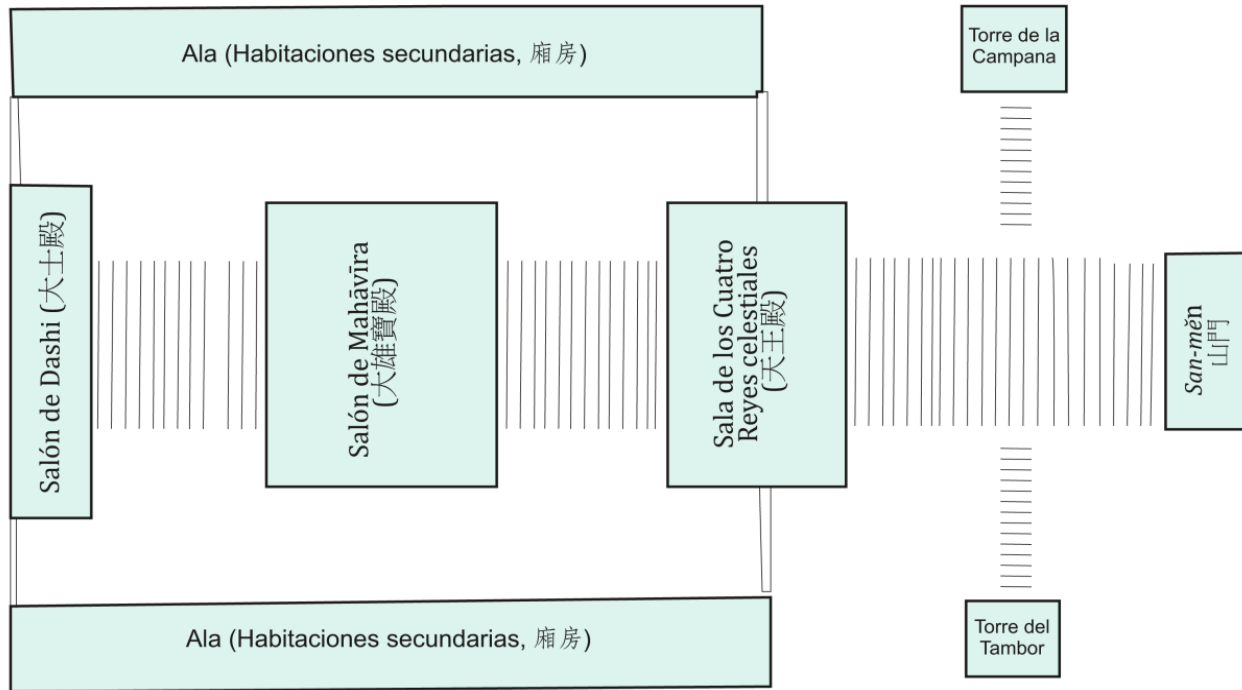 Ala (Habitaciones secundarias, 廂房)
Torre de la
Campana
Salón de Dashi (大士殿)
Salón de Mahāvīra
(大雄寶殿)
Sala de los Cuatro
Reyes celestiales
(天王殿)
San-měn
山門
Ala (Habitaciones secundarias, 廂房)
Torre del
Tambor